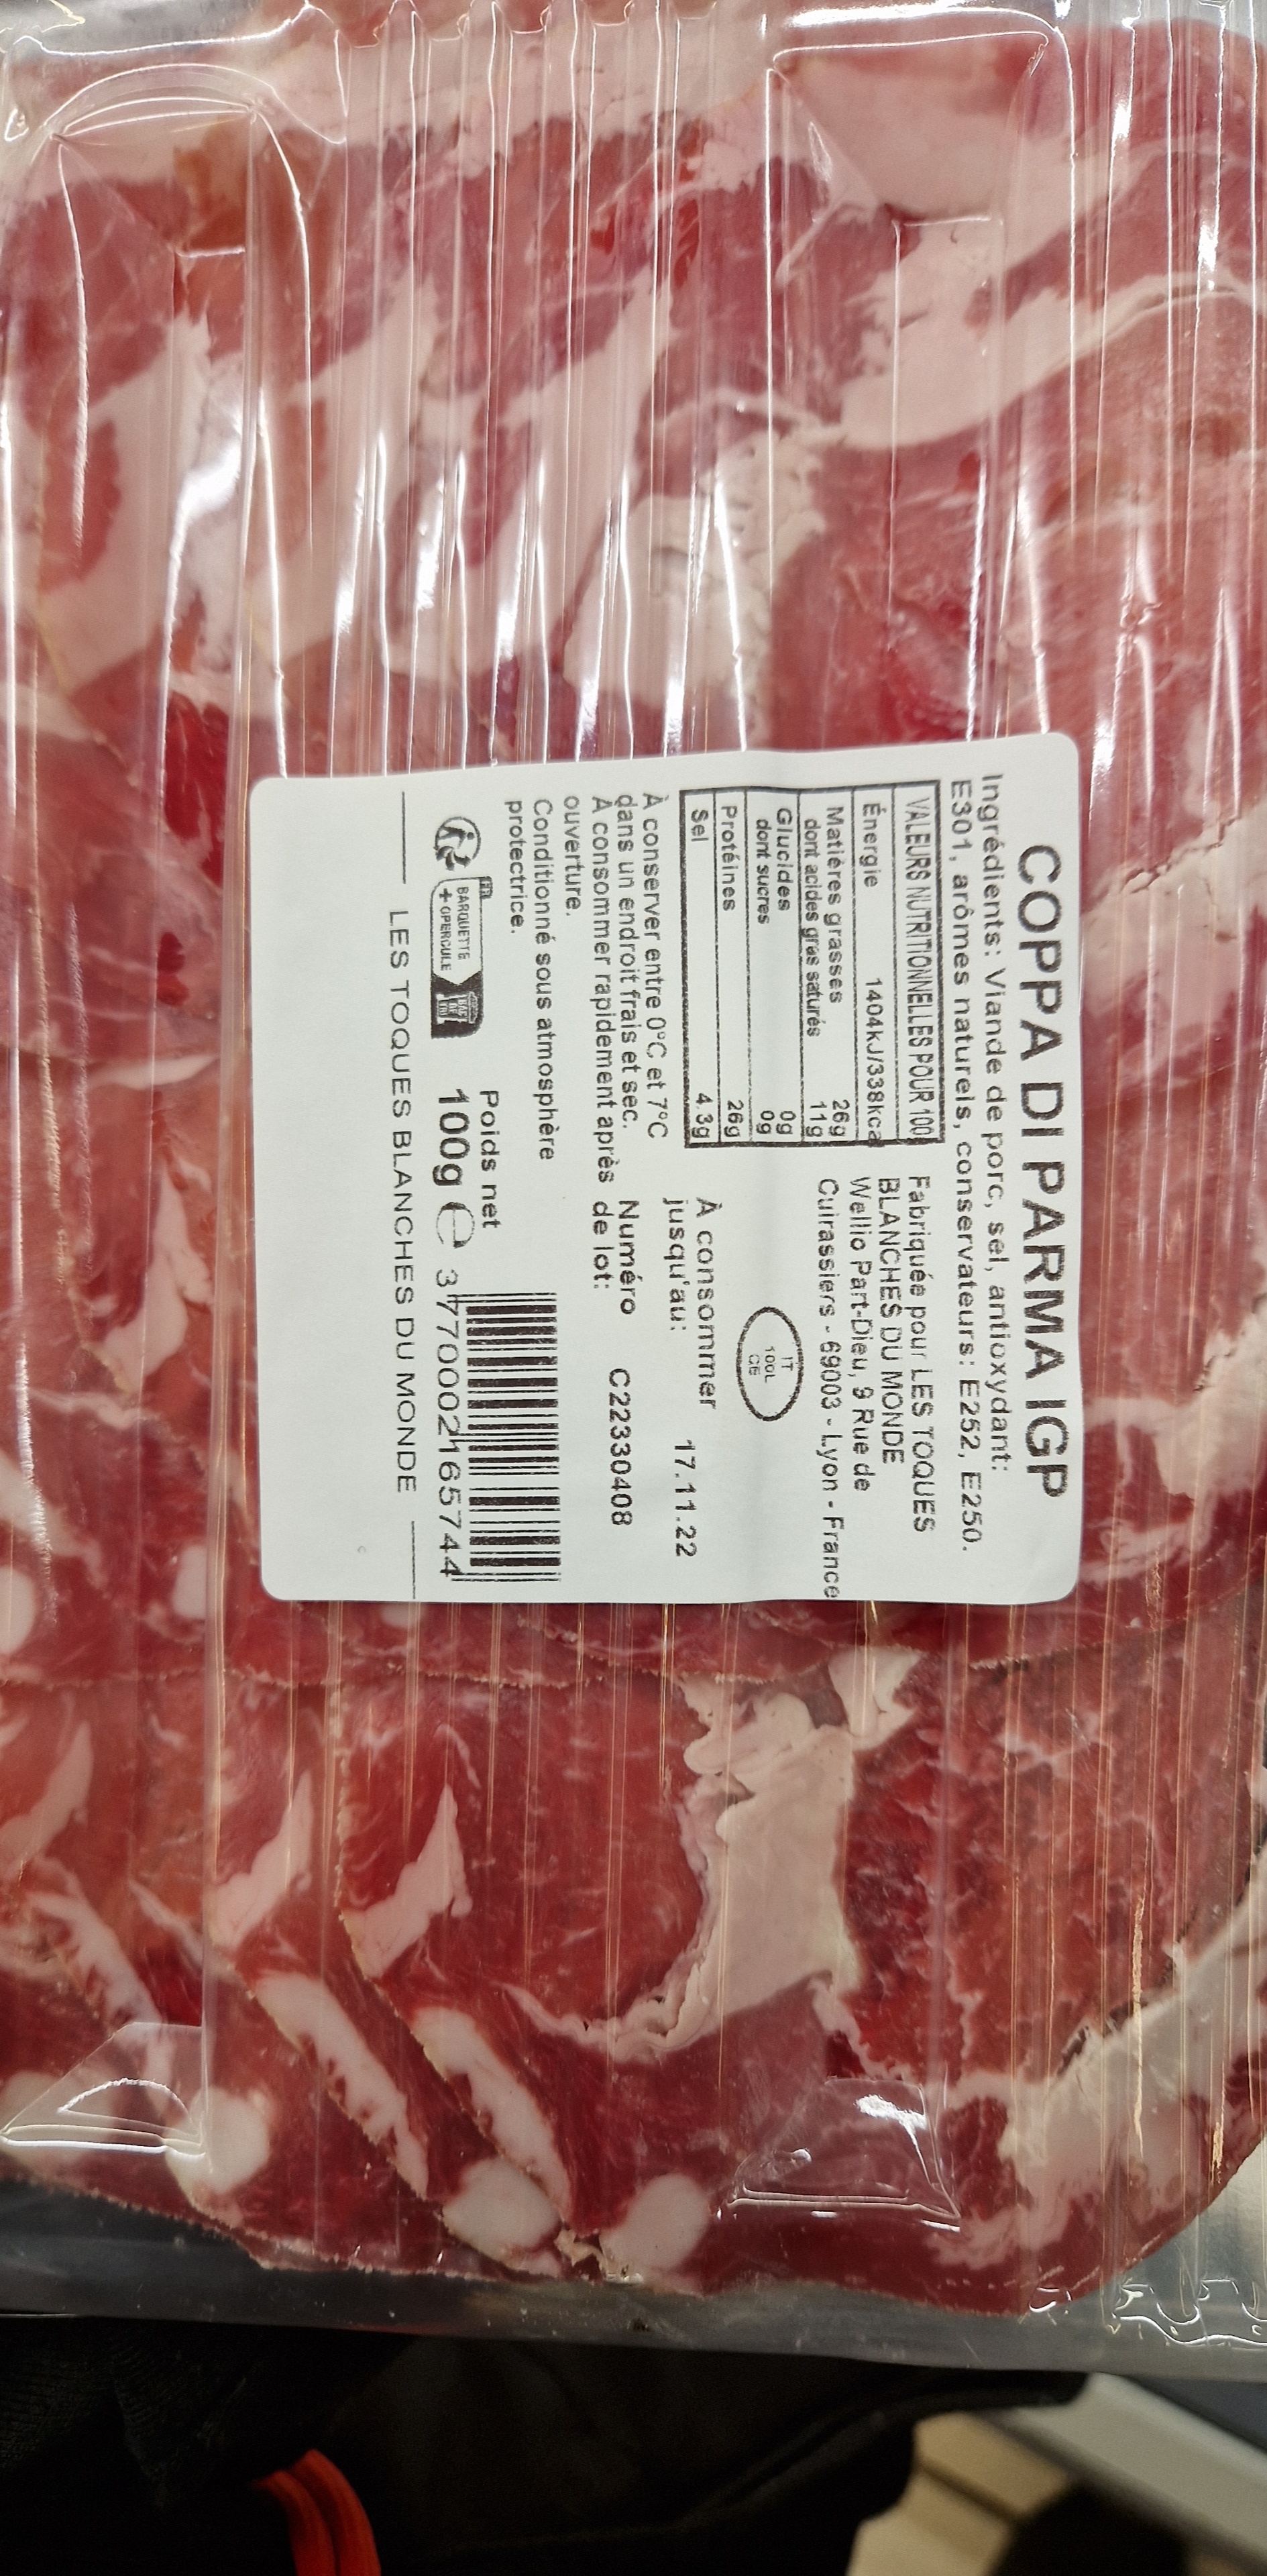 COPPA DI PARMA IGP
Ingrédients: Viande de porc, sel, antioxydant:
E301, arômes naturels, conservateurs: E252, E250.
VALEURS NUTRITIONNELLES POUR 100
Énergie 1404kJ/338kca
Matières grasses 26g
dont acides gras saturés 11g
Glucides 0g
dont sucres 0g
Protéines 26g
Sel 4.3g
Fabriquée pour LES TOQUES
BLANCHES DU MONDE
Wellio Part-Dieu, 9 Rue de
Cuirassiers - 69003 - Lyon - France
IT
100L
CE
À consommer
jusqu'au: 17.11.22
À conserver entre 0°C et 7°C
dans un endroit frais et sec.
À consommer rapidement après
ouverture.
Conditionné sous atmosphère
protectrice.
Numéro
de lot: C22330408
FR
BARQUETTE
+ OPERCULE
Poids net
100g e
3770002165744
LES TOQUES BLANCHES DU MONDE